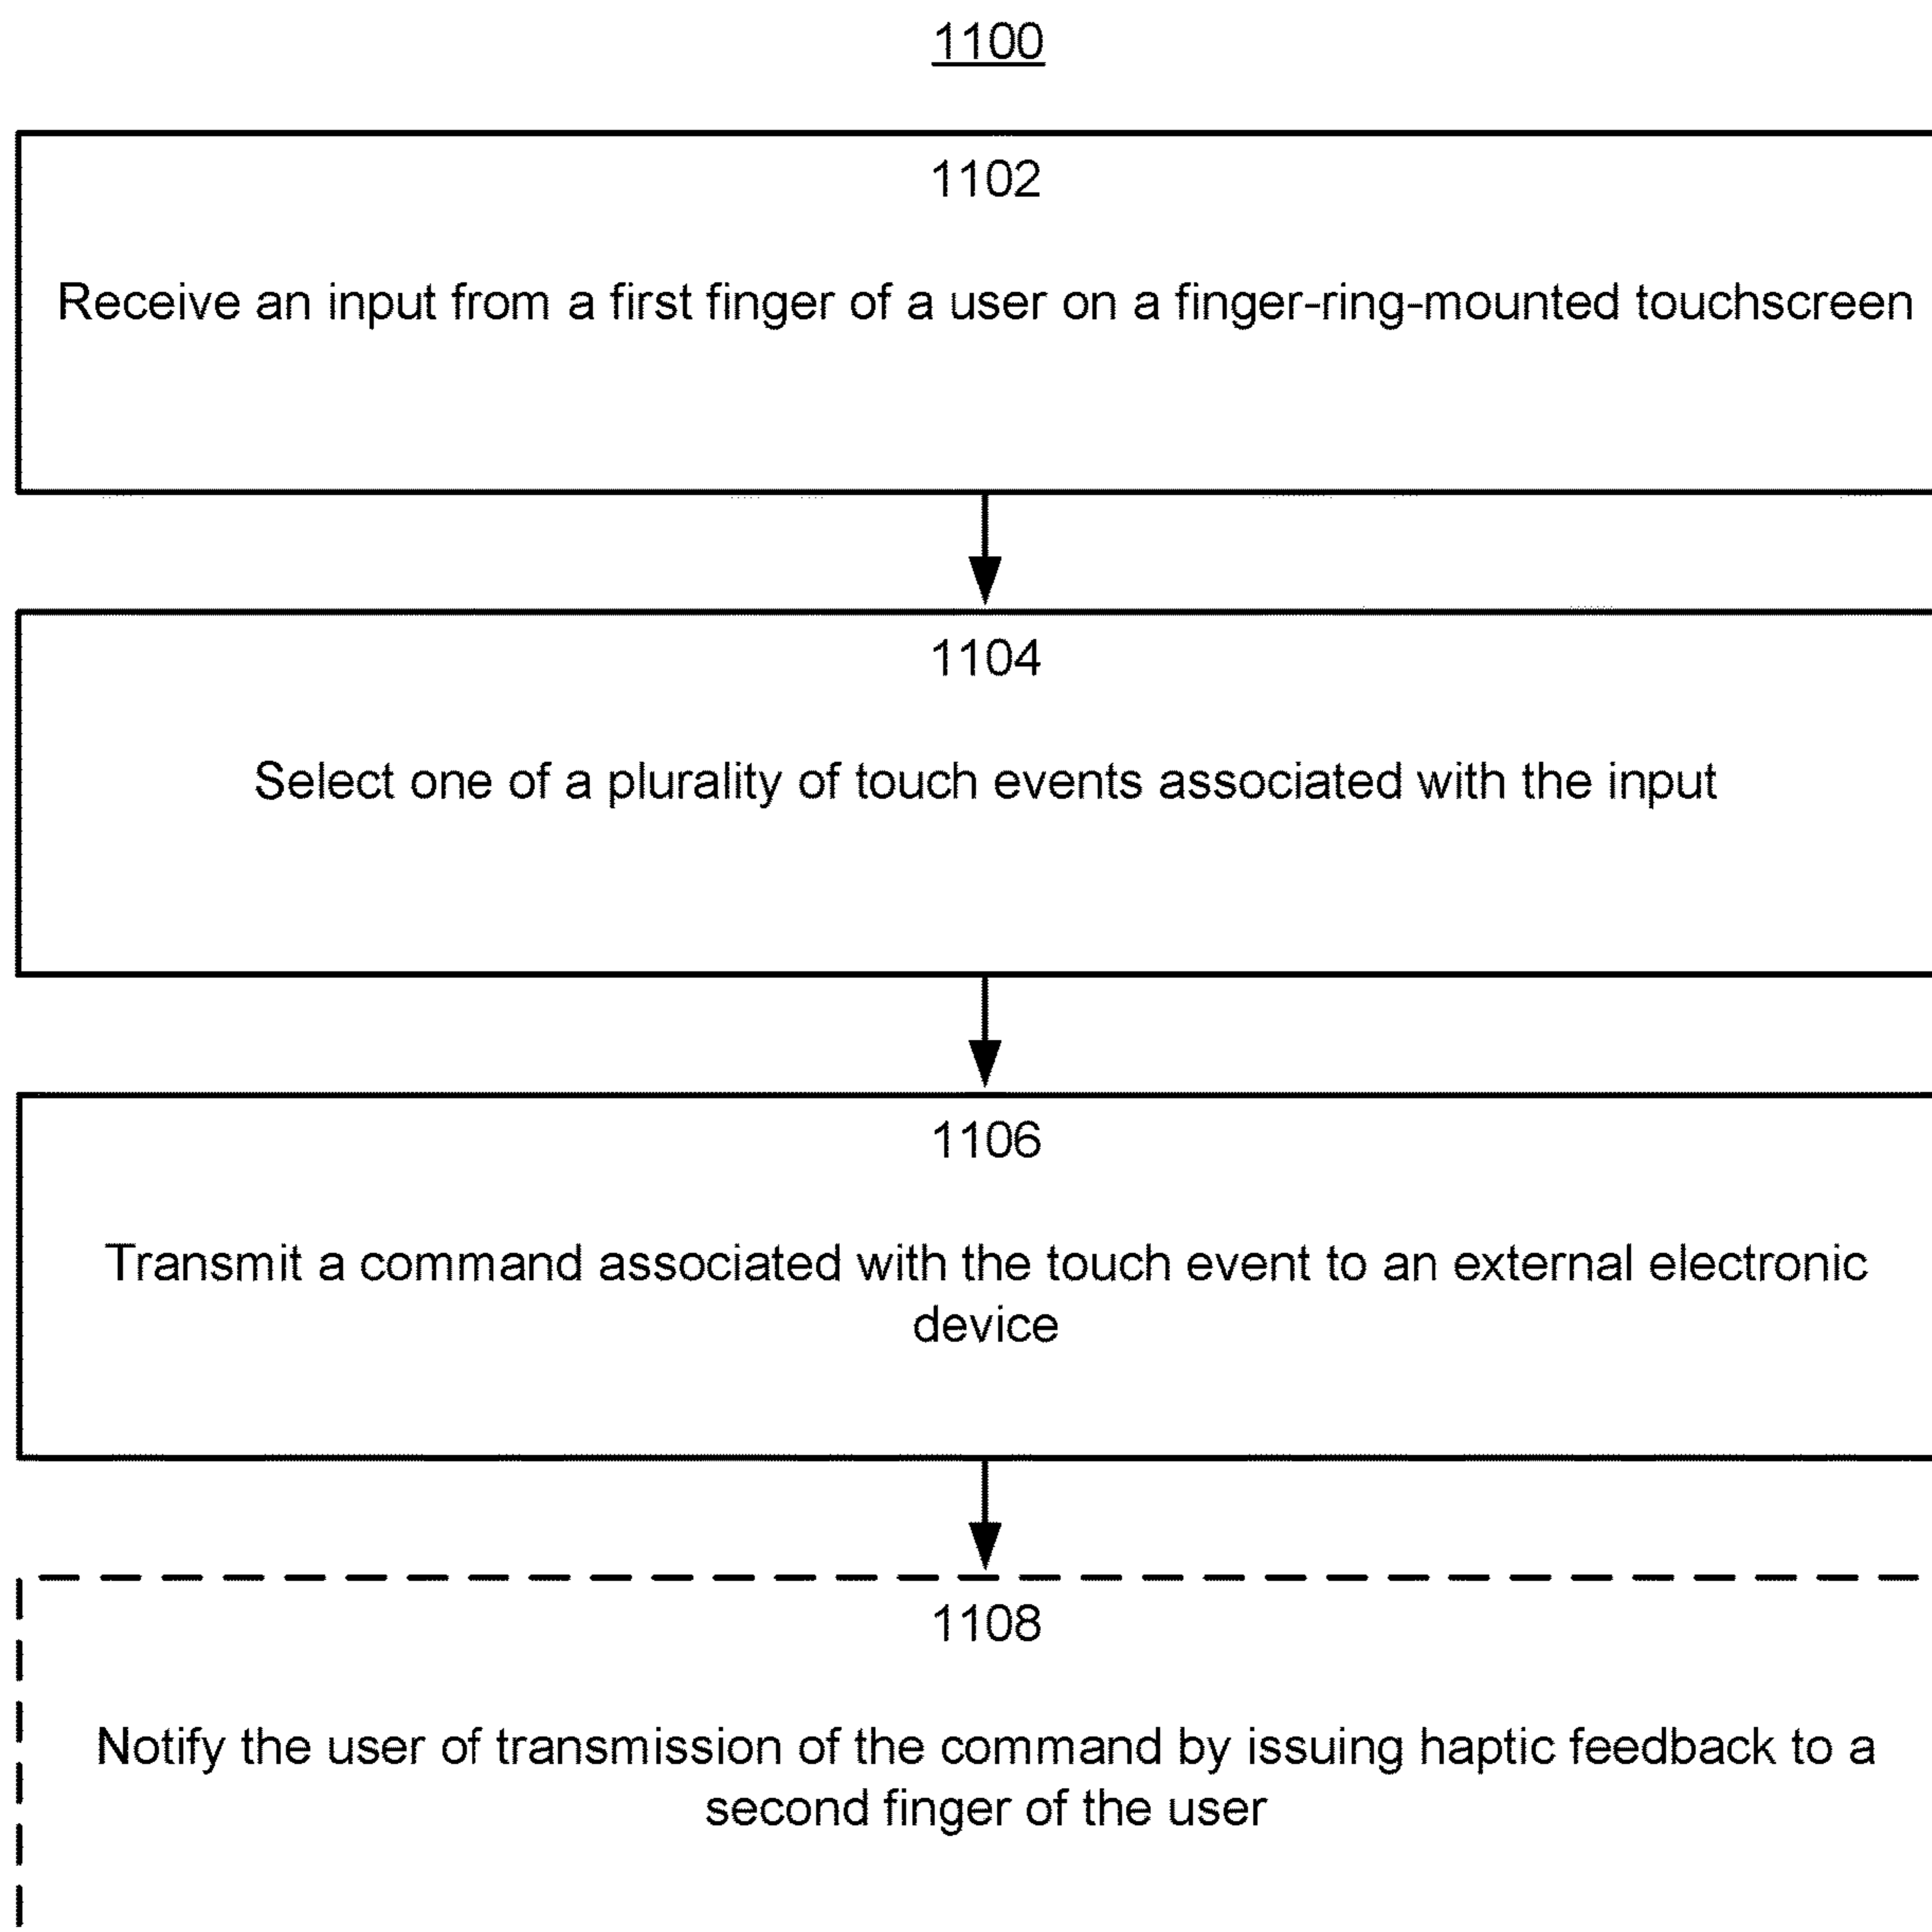 1100
1102
Receive an input from a first finger of a user on a finger-ring-mounted touchscreen
1104
Select one of a plurality of touch events associated with the input
1106
Transmit a command associated with the touch event to an external electronic
device
1108
Notify the user of transmission of the command by issuing haptic feedback to a
second finger of the user